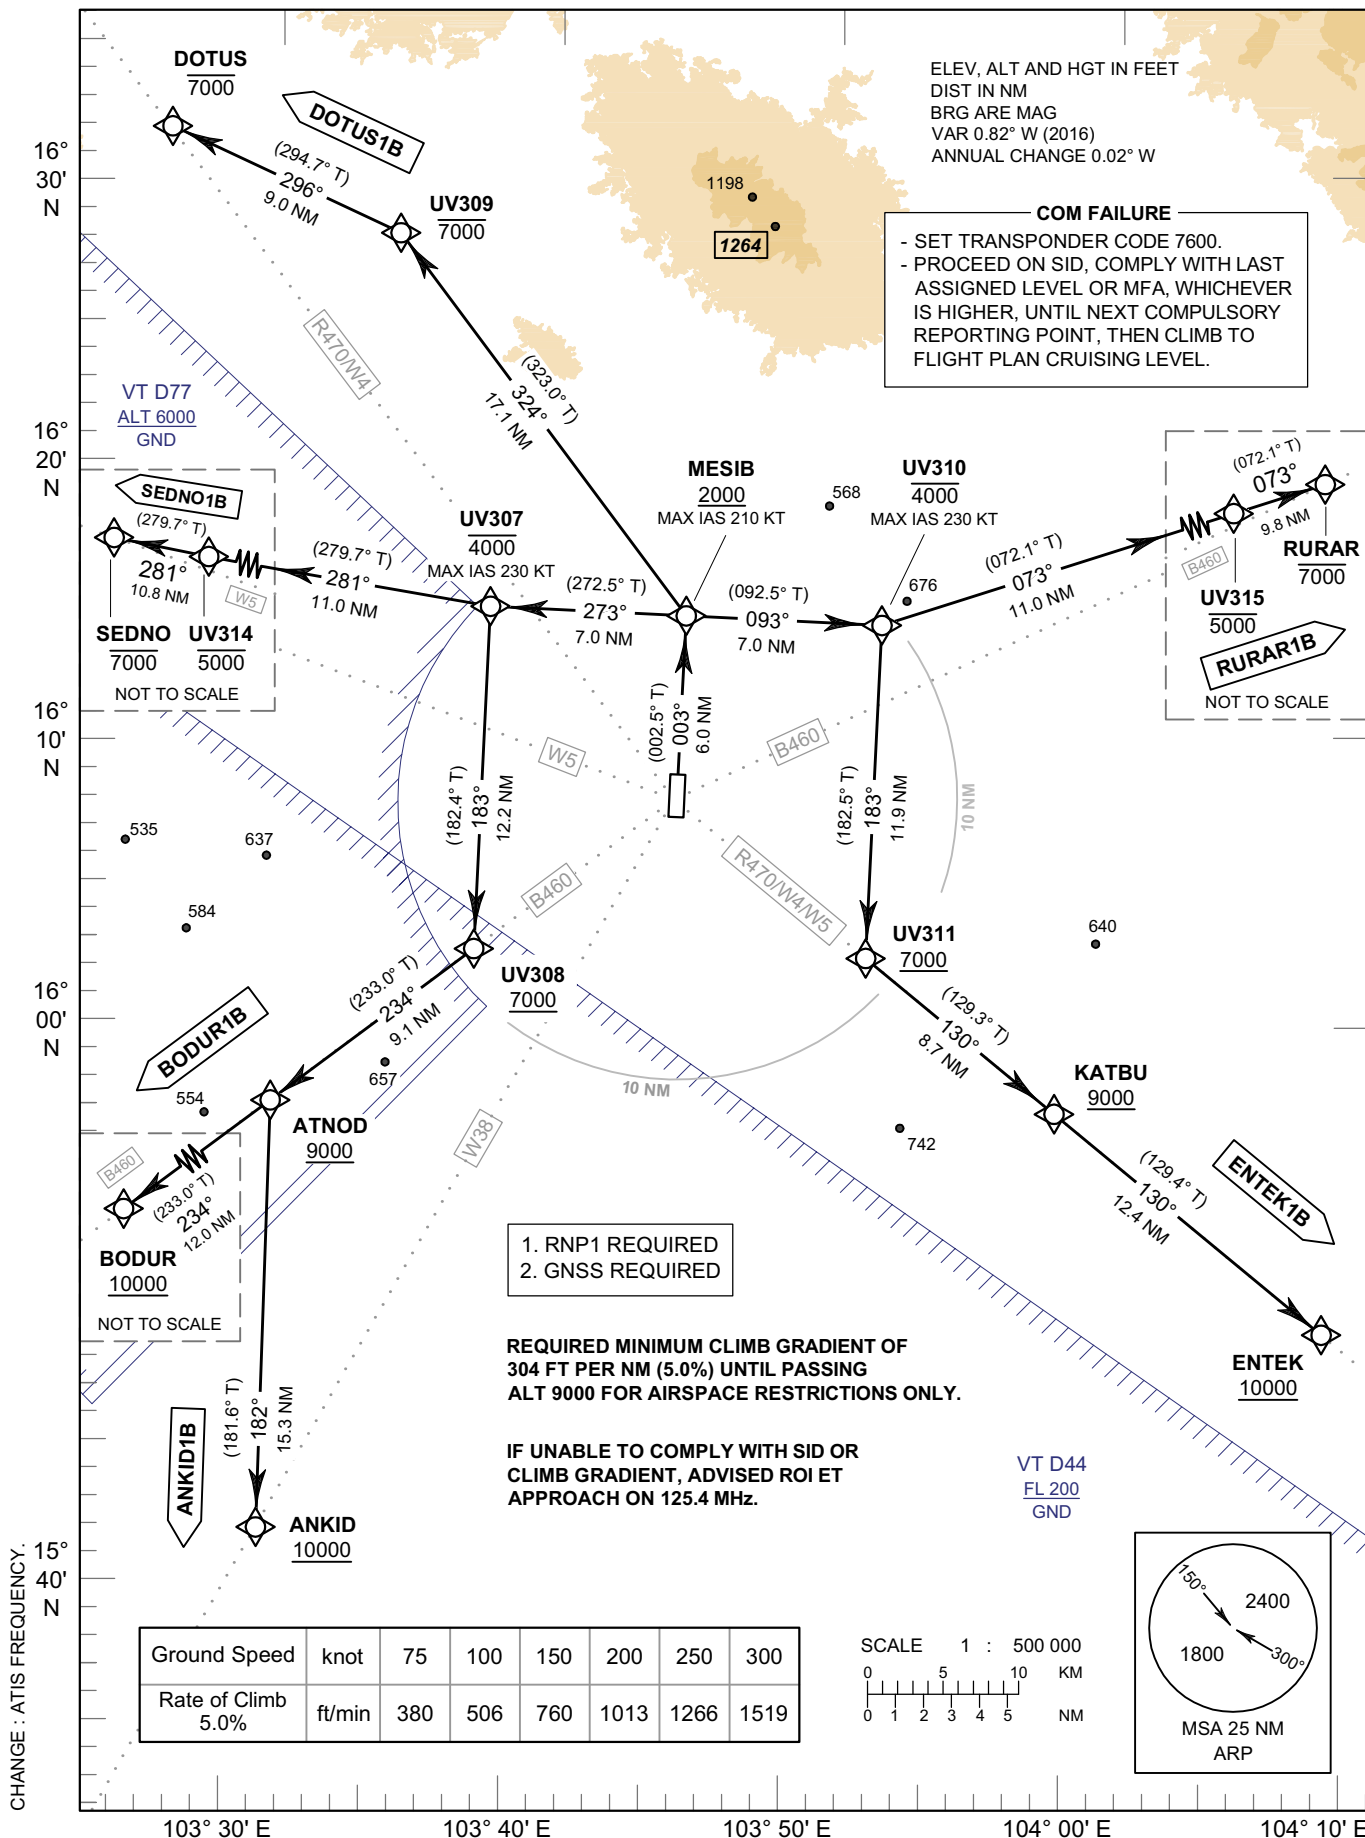 DOTUS
7000
DOTUS1B
(294.7° T)
296°
9.0 NM
UV309
7000
ELEV, ALT AND HGT IN FEET
DIST IN NM
BRG ARE MAG
VAR 0.82° W (2016)
ANNUAL CHANGE 0.02° W
16°
30'
N
1198
1264
COM FAILURE
- SET TRANSPONDER CODE 7600.
- PROCEED ON SID, COMPLY WITH LAST
ASSIGNED LEVEL OR MFA, WHICHEVER
IS HIGHER, UNTIL NEXT COMPULSORY
REPORTING POINT, THEN CLIMB TO
FLIGHT PLAN CRUISING LEVEL.
R470/W4
(323.0° T)
324°
17.1 NM
VT D77
ALT 6000
GND
16°
20'
N
SEDNO1B
(279.7° T)
281°
10.8 NM
W5
SEDNO
7000
UV314
5000
NOT TO SCALE
(279.7° T)
281°
11.0 NM
UV307
4000
MAX IAS 230 KT
(272.5° T)
273°
7.0 NM
MESIB
2000
MAX IAS 210 KT
(092.5° T)
093°
7.0 NM
568
UV310
4000
MAX IAS 230 KT
676
(072.1° T)
073°
11.0 NM
(072.1° T)
073°
9.8 NM
B460
RURAR
7000
UV315
5000
RURAR1B
NOT TO SCALE
16°
10'
N
(002.5° T)
003°
6.0 NM
W5
B460
(182.4° T)
183°
12.2 NM
(182.5° T)
183°
11.9 NM
10 NM
535
637
584
B460
R470/W4/W5
640
UV311
7000
UV308
7000
16°
00'
N
(233.0° T)
234°
9.1 NM
BODUR1B
657
554
10 NM
(129.3° T)
130°
8.7 NM
KATBU
9000
742
ATNOD
9000
W38
B460
(233.0° T)
234°
12.0 NM
BODUR
10000
NOT TO SCALE
(129.4° T)
130°
12.4 NM
ENTEK1B
1. RNP1 REQUIRED
2. GNSS REQUIRED
REQUIRED MINIMUM CLIMB GRADIENT OF
304 FT PER NM (5.0%) UNTIL PASSING
ALT 9000 FOR AIRSPACE RESTRICTIONS ONLY.
ENTEK
10000
(181.6° T)
182°
15.3 NM
ANKID1B
IF UNABLE TO COMPLY WITH SID OR
CLIMB GRADIENT, ADVISED ROI ET
APPROACH ON 125.4 MHz.
VT D44
FL 200
GND
ANKID
10000
15°
40'
N
150°
2400
1800
300°
MSA 25 NM
ARP
Ground Speed knot 75 100 150 200 250 300
Rate of Climb 5.0% ft/min 380 506 760 1013 1266 1519
SCALE 1 : 500 000
0 5 10 KM
0 1 2 3 4 5 NM
CHANGE : ATIS FREQUENCY.
103° 30' E 103° 40' E 103° 50' E 104° 00' E 104° 10' E